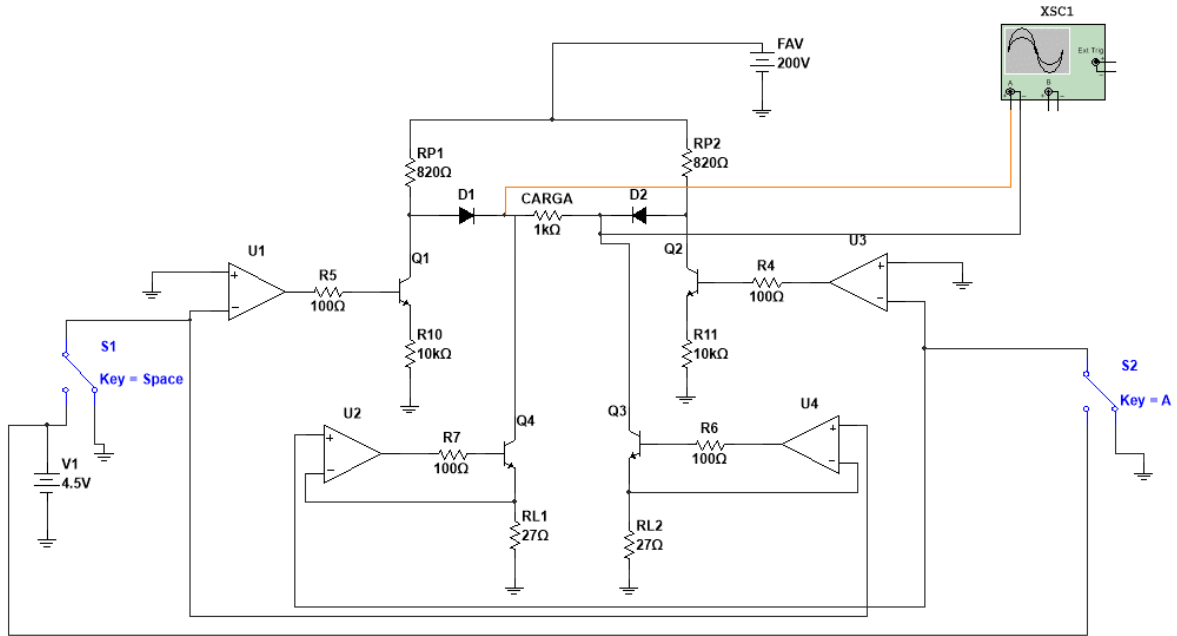 XSC1
Ext Trig
+
−
A
B
+ − + −
FAV
200V
RP1
820Ω
RP2
820Ω
D1
CARGA
1kΩ
D2
U1
+
−
R5
100Ω
Q1
Q2
R4
100Ω
U3
+
−
S1
Key = Space
R10
10kΩ
R11
10kΩ
S2
Key = A
V1
4.5V
U2
+
−
R7
100Ω
Q4
Q3
R6
100Ω
U4
+
−
RL1
27Ω
RL2
27Ω